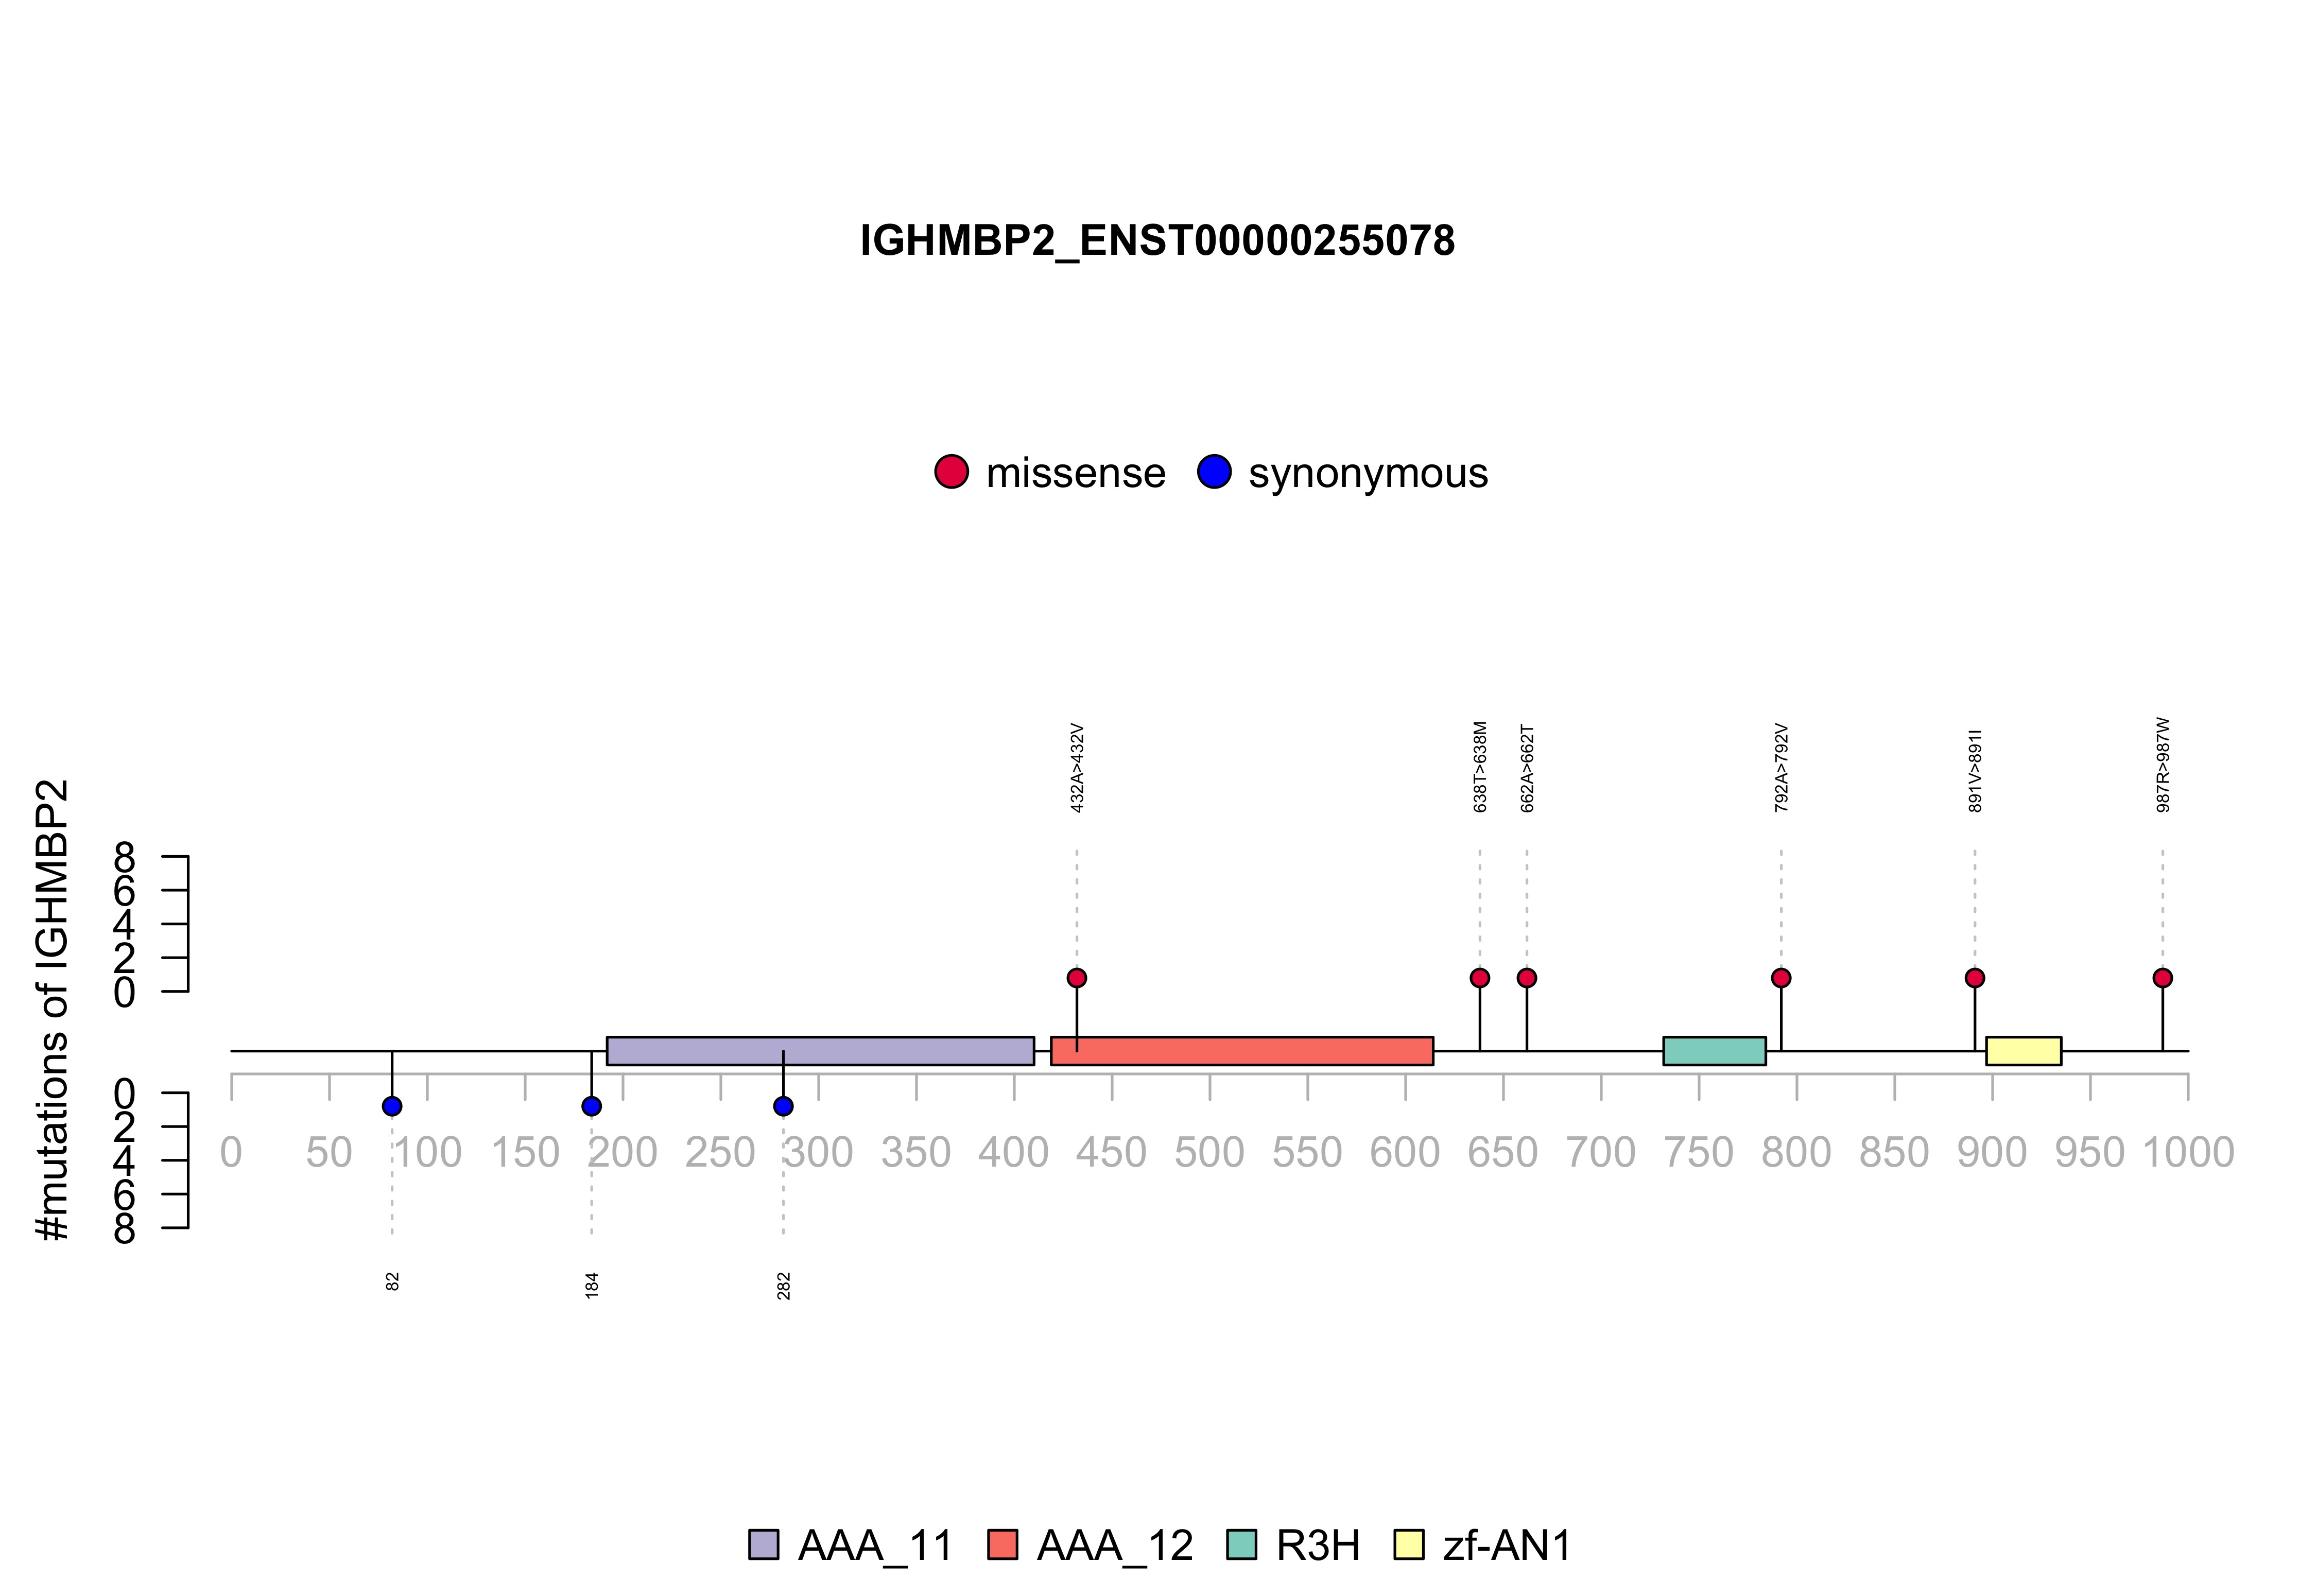 IGHMBP2_ENST00000255078
missense
synonymous
432A>432V
638T>638M
662A>662T
792A>792V
891V>891I
987R>987W
#mutations of IGHMBP2
8
6
4
2
0
0
2
4
6
8
0 50 100 150 200 250 300 350 400 450 500 550 600 650 700 750 800 850 900 950 1000
82
184
282
AAA_11
AAA_12
R3H
zf-AN1